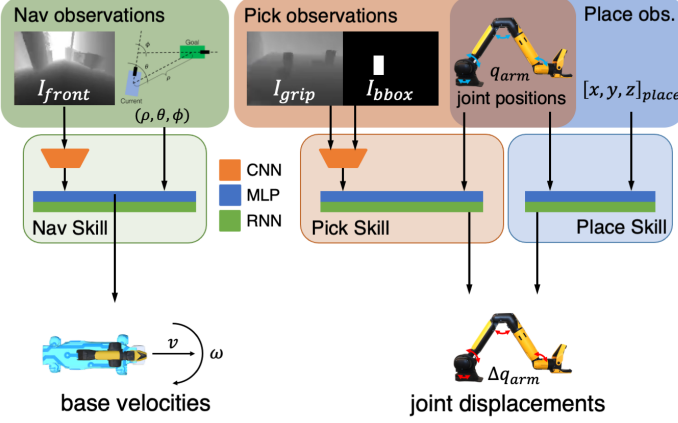 Nav observations
Goal
ϕ
θ
ρ
Current
I_front
(ρ, θ, ϕ)
Pick observations
I_grip
I_bbox
q_arm
joint positions
Place obs.
[x, y, z]_place
CNN
MLP
RNN
Nav Skill
Pick Skill
Place Skill
v
ω
base velocities
Δq_arm
joint displacements